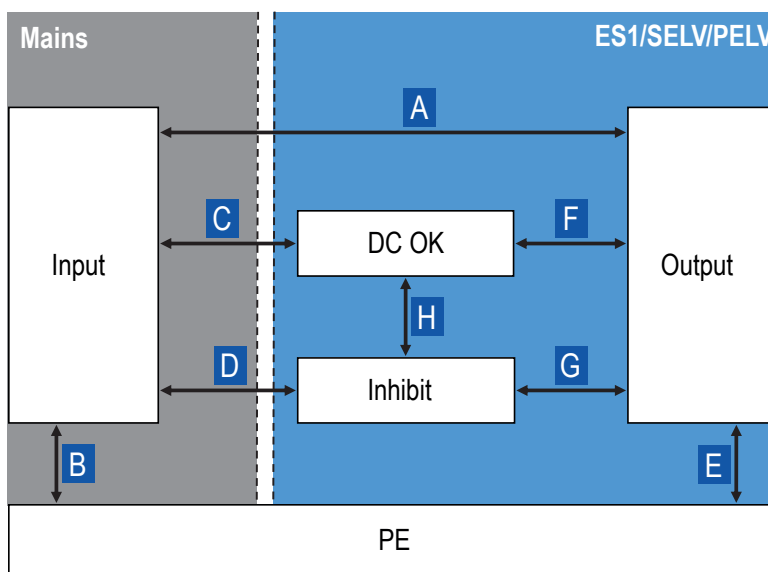 Mains
ES1/SELV/PELV
A
C
DC OK
F
Input
Output
H
D
Inhibit
G
B
E
PE